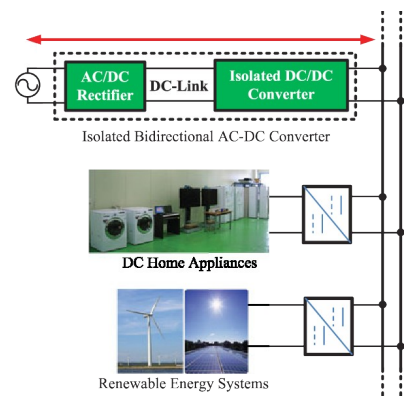 AC/DC
Rectifier
DC-Link
Isolated DC/DC
Converter
Isolated Bidirectional AC-DC Converter
DC Home Appliances
Renewable Energy Systems